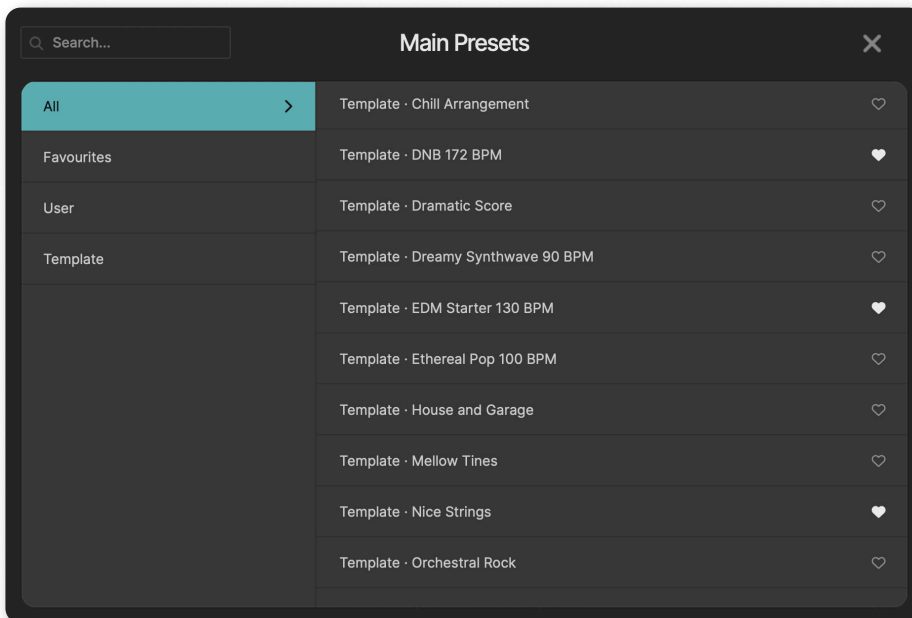 Search...
Main Presets
All
Favourites
User
Template
Template · Chill Arrangement
Template · DNB 172 BPM
Template · Dramatic Score
Template · Dreamy Synthwave 90 BPM
Template · EDM Starter 130 BPM
Template · Ethereal Pop 100 BPM
Template · House and Garage
Template · Mellow Tines
Template · Nice Strings
Template · Orchestral Rock